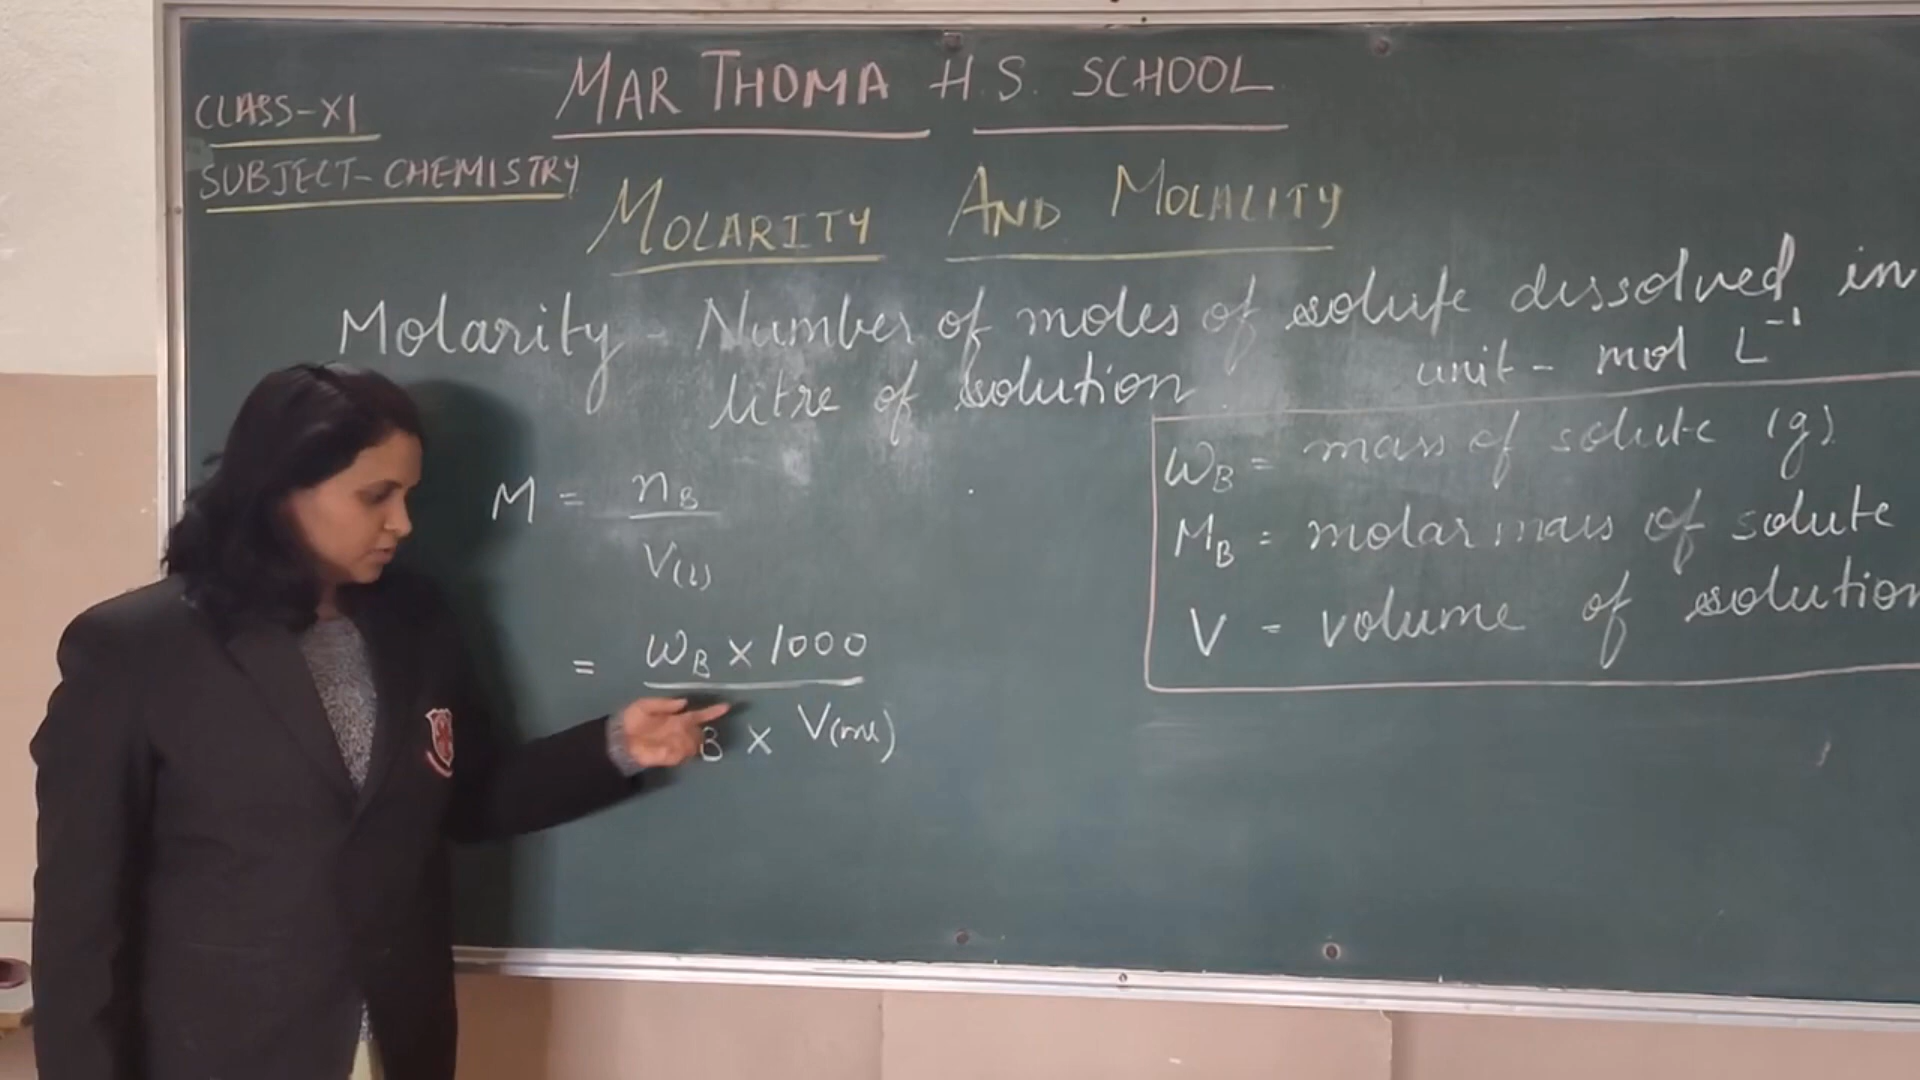 MAR THOMA H.S. SCHOOL
CLASS-XI
SUBJECT-CHEMISTRY
MOLARITY AND MOLALITY
Molarity - Number of moles of solute dissolved in
litre of solution
unit - mol L⁻¹
M = n_B / V(L)
= W_B × 1000 / B × V(mL)
W_B = mass of solute (g)
M_B = molar mass of solute
V = volume of solution